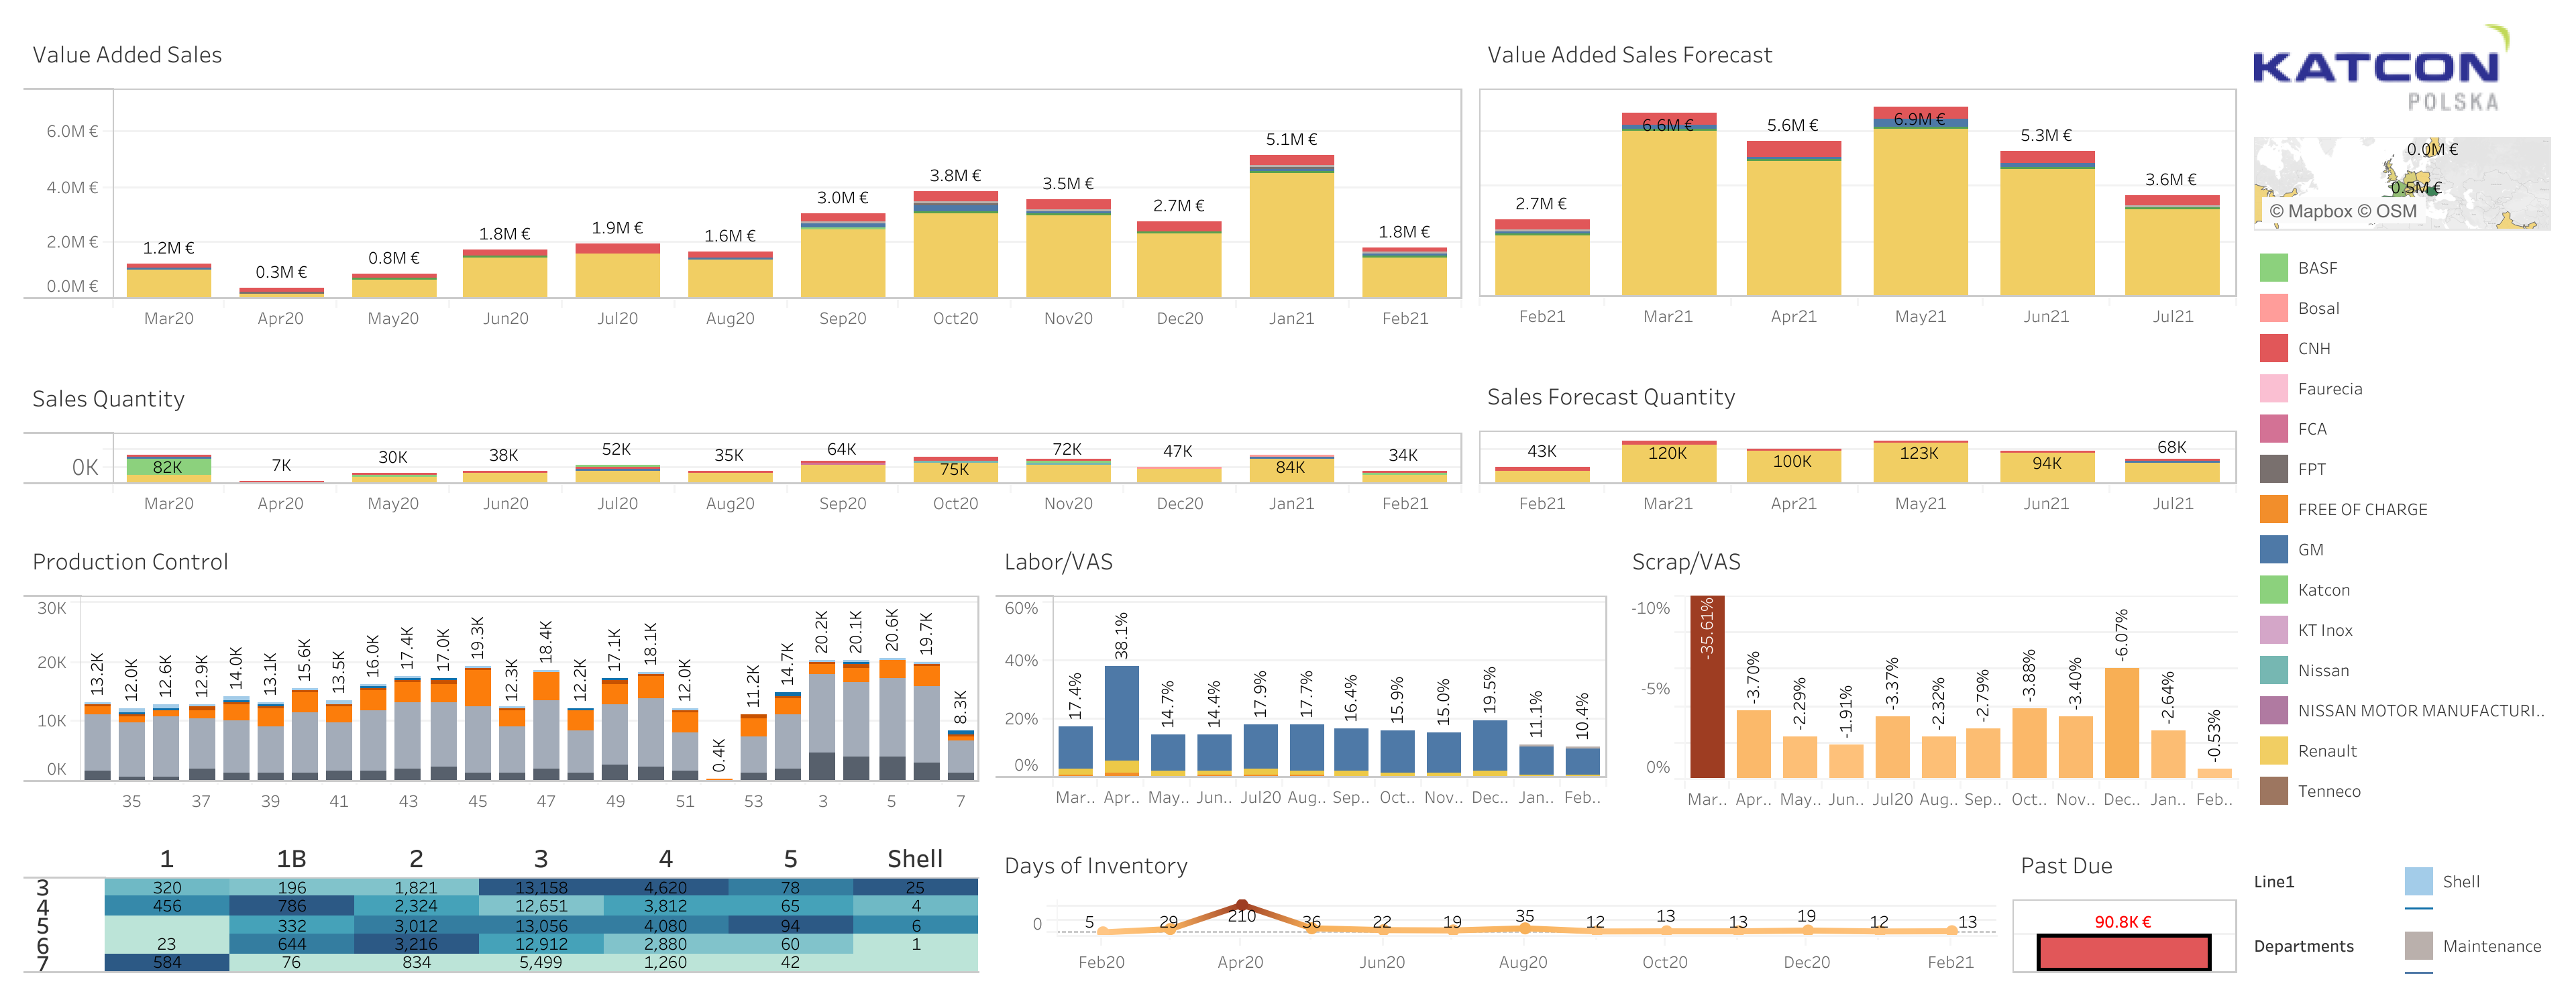 Value Added Sales
Value Added Sales Forecast
KATCON
POLSKA
6.0M €
4.0M €
2.0M €
0.0M €
1.2M € 0.3M € 0.8M € 1.8M € 1.9M € 1.6M € 3.0M € 3.8M € 3.5M € 2.7M € 5.1M € 1.8M €
Mar20 Apr20 May20 Jun20 Jul20 Aug20 Sep20 Oct20 Nov20 Dec20 Jan21 Feb21
2.7M € 6.6M € 5.6M € 6.9M € 5.3M € 3.6M €
Feb21 Mar21 Apr21 May21 Jun21 Jul21
0.0M €
0.5M €
© Mapbox © OSM
BASF
Bosal
CNH
Faurecia
FCA
FPT
FREE OF CHARGE
GM
Katcon
KT Inox
Nissan
NISSAN MOTOR MANUFACTURI..
Renault
Tenneco
Sales Quantity
0K
82K 7K 30K 38K 52K 35K 64K 75K 72K 47K 84K 34K
Mar20 Apr20 May20 Jun20 Jul20 Aug20 Sep20 Oct20 Nov20 Dec20 Jan21 Feb21
Sales Forecast Quantity
43K 120K 100K 123K 94K 68K
Feb21 Mar21 Apr21 May21 Jun21 Jul21
Production Control
30K
20K
10K
0K
13.2K 12.0K 12.6K 12.9K 14.0K 13.1K 15.6K 13.5K 16.0K 17.4K 17.0K 19.3K 12.3K 18.4K 12.2K 17.1K 18.1K 12.0K 0.4K 11.2K 14.7K 20.2K 20.1K 20.6K 19.7K 8.3K
35 37 39 41 43 45 47 49 51 53 3 5 7
Labor/VAS
60%
40%
20%
0%
17.4% 38.1% 14.7% 14.4% 17.9% 17.7% 16.4% 15.9% 15.0% 19.5% 11.1% 10.4%
Mar.. Apr.. May.. Jun.. Jul20 Aug.. Sep.. Oct.. Nov.. Dec.. Jan.. Feb..
Scrap/VAS
-10%
-5%
0%
-35.61% -3.70% -2.29% -1.91% -3.37% -2.32% -2.79% -3.88% -3.40% -6.07% -2.64% -0.53%
Mar.. Apr.. May.. Jun.. Jul20 Aug.. Sep.. Oct.. Nov.. Dec.. Jan.. Feb..
1 1B 2 3 4 5 Shell
3 320 196 1,821 13,158 4,620 78 25
4 456 786 2,324 12,651 3,812 65 4
5 332 3,012 13,056 4,080 94 6
6 23 644 3,216 12,912 2,880 60 1
7 584 76 834 5,499 1,260 42
Days of Inventory
0
5 29 210 36 22 19 35 12 13 13 19 12 13
Feb20 Apr20 Jun20 Aug20 Oct20 Dec20 Feb21
Past Due
90.8K €
Line1 Shell
Departments Maintenance